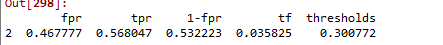 Out[298]:
fpr tpr 1-fpr tf thresholds
2 0.467777 0.568047 0.532223 0.035825 0.300772